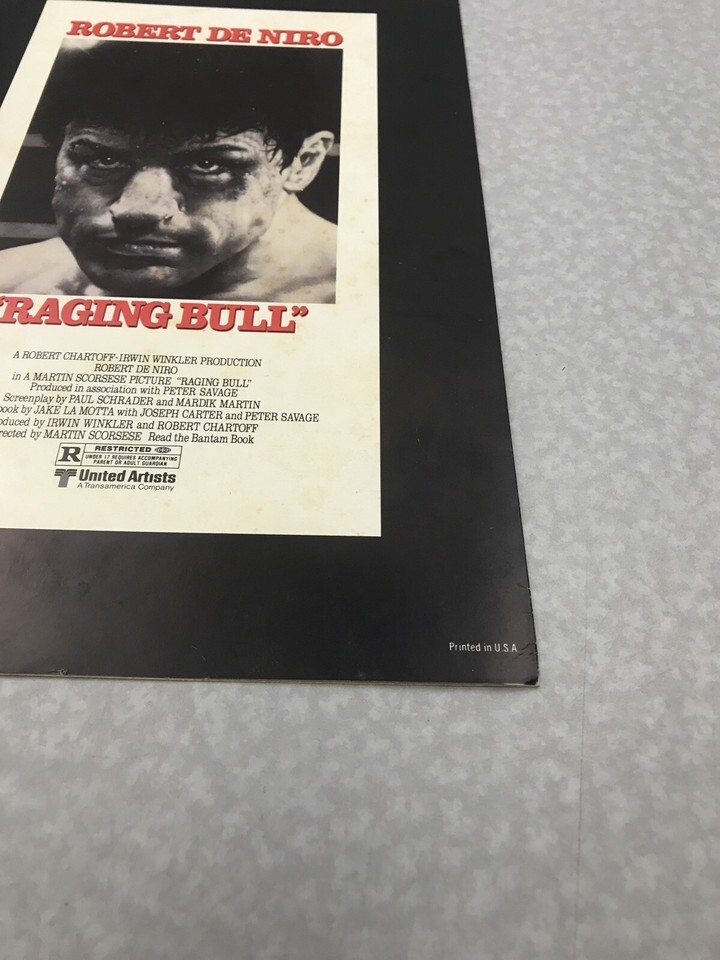 ROBERT DE NIRO
"RAGING BULL"
A ROBERT CHARTOFF-IRWIN WINKLER PRODUCTION
ROBERT DE NIRO
in A MARTIN SCORSESE PICTURE "RAGING BULL"
Produced in association with PETER SAVAGE
Screenplay by PAUL SCHRADER and MARDIK MARTIN
book by JAKE LA MOTTA with JOSEPH CARTER and PETER SAVAGE
oduced by IRWIN WINKLER and ROBERT CHARTOFF
rected by MARTIN SCORSESE Read the Bantam Book
R RESTRICTED
UNDER 17 REQUIRES ACCOMPANYING
PARENT OR ADULT GUARDIAN
United Artists
A Transamerica Company
Printed in U.S.A.